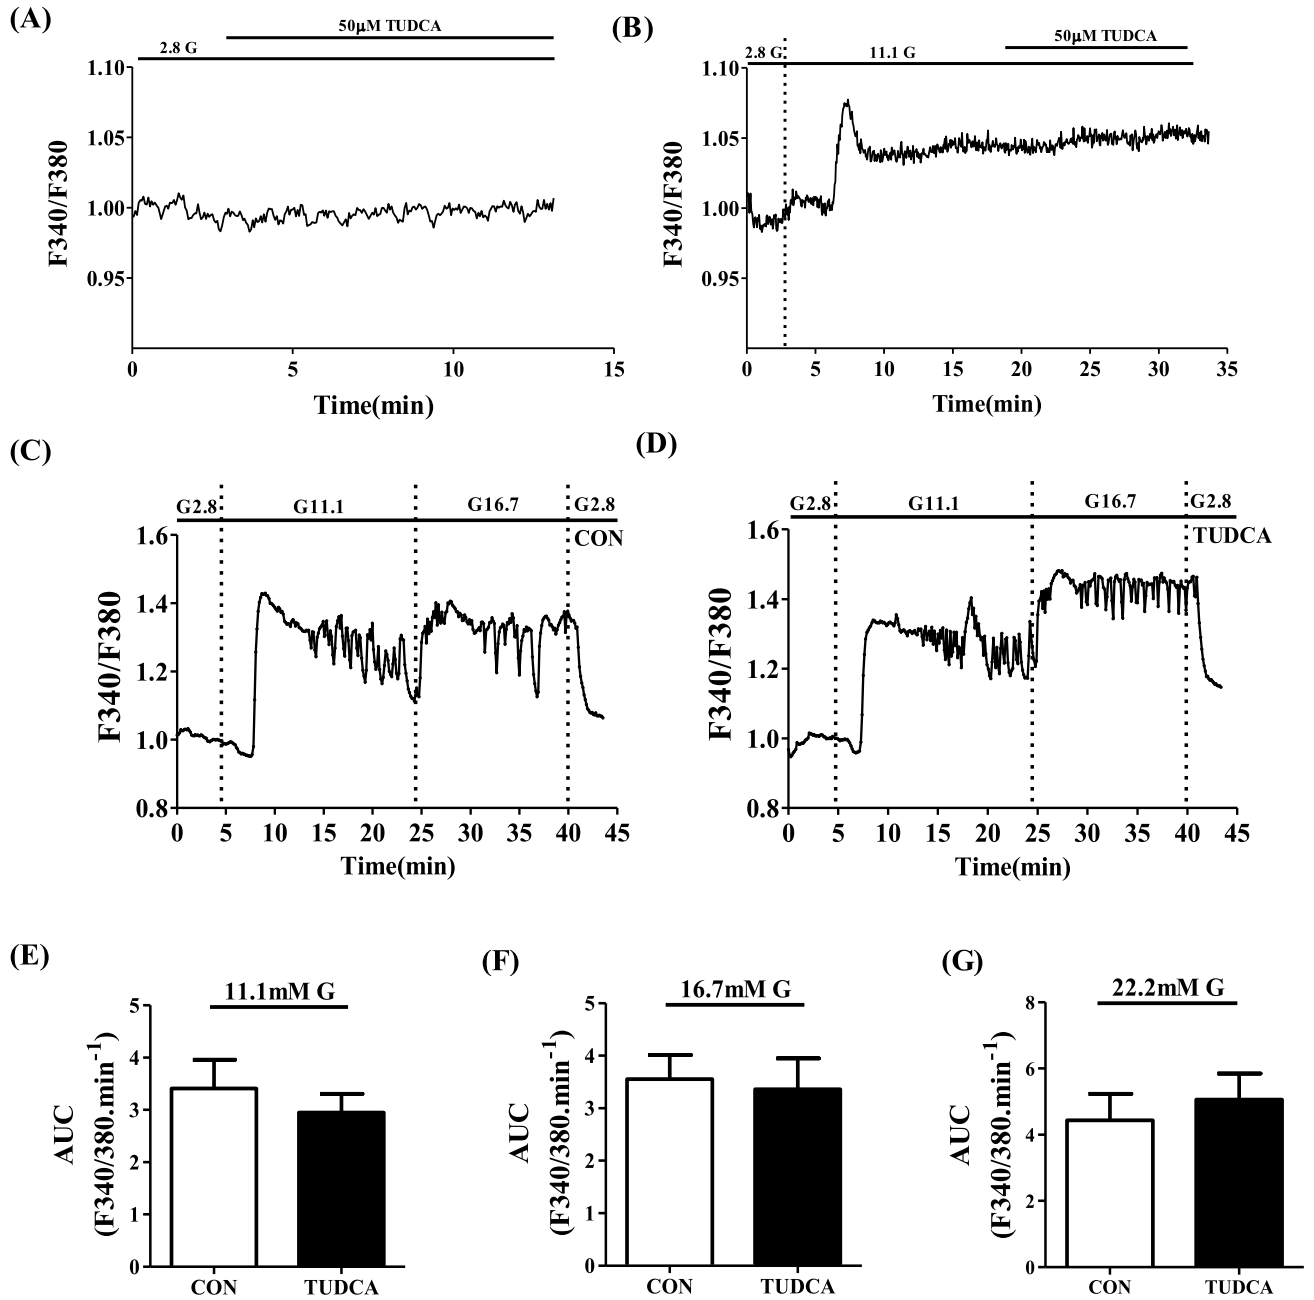 (A)
50μM TUDCA
2.8 G
1.10
1.05
1.00
0.95
F340/F380
0 5 10 15
Time(min)
(B)
50μM TUDCA
2.8 G 11.1 G
1.10
1.05
1.00
0.95
F340/F380
0 5 10 15 20 25 30 35
Time(min)
(C)
G2.8 G11.1 G16.7 G2.8
CON
1.6
1.4
1.2
1.0
0.8
F340/F380
0 5 10 15 20 25 30 35 40 45
Time(min)
(D)
G2.8 G11.1 G16.7 G2.8
TUDCA
1.6
1.4
1.2
1.0
0.8
F340/F380
0 5 10 15 20 25 30 35 40 45
Time(min)
(E)
11.1mM G
5
4
3
2
1
0
AUC
(F340/380.min⁻¹)
CON TUDCA
(F)
16.7mM G
5
4
3
2
1
0
AUC
(F340/380.min⁻¹)
CON TUDCA
(G)
22.2mM G
8
6
4
2
0
AUC
(F340/380.min⁻¹)
CON TUDCA